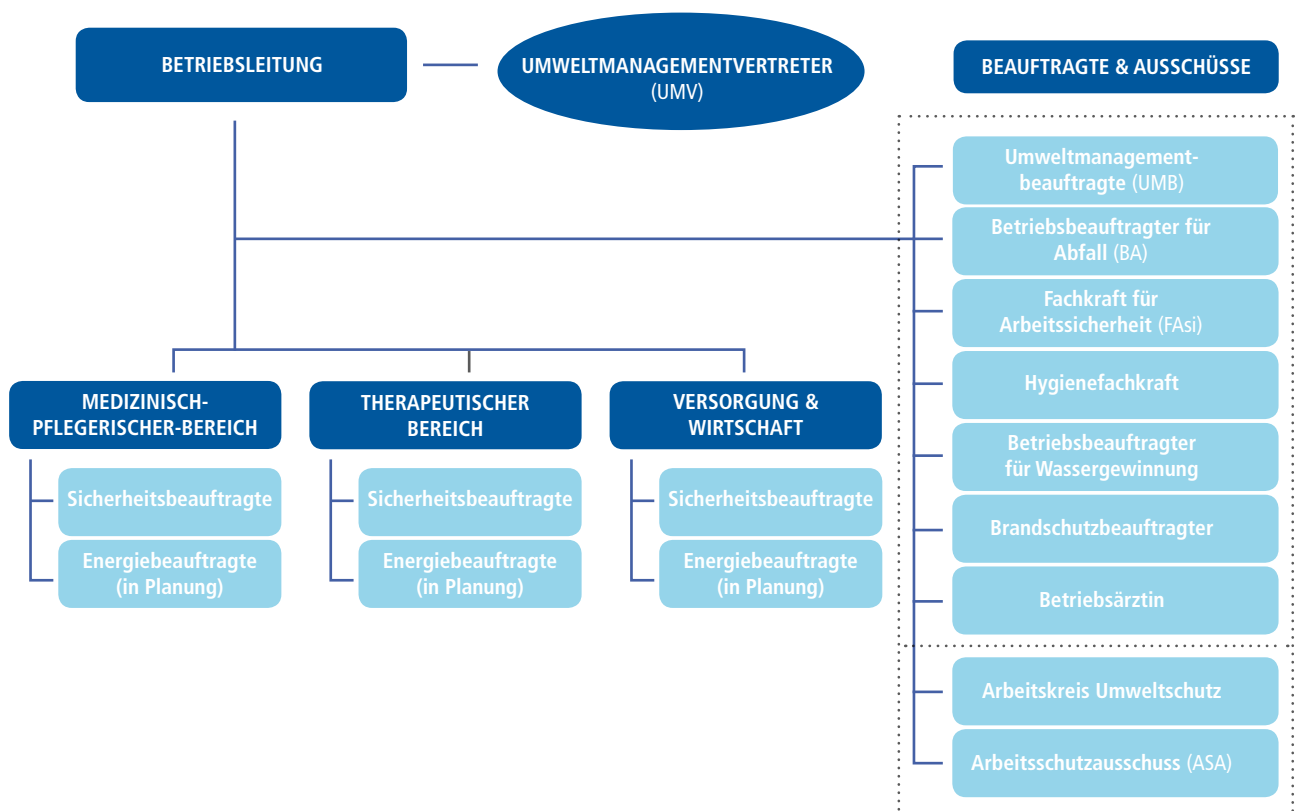 BETRIEBSLEITUNG
UMWELTMANAGEMENTVERTRETER
(UMV)
BEAUFTRAGTE & AUSSCHÜSSE
Umweltmanagement-
beauftragte (UMB)
Betriebsbeauftragter für
Abfall (BA)
Fachkraft für
Arbeitssicherheit (FAsi)
Hygienefachkraft
Betriebsbeauftragter
für Wassergewinnung
Brandschutzbeauftragter
Betriebsärztin
Arbeitskreis Umweltschutz
Arbeitsschutzausschuss (ASA)
MEDIZINISCH-
PFLEGERISCHER-BEREICH
Sicherheitsbeauftragte
Energiebeauftragte
(in Planung)
THERAPEUTISCHER
BEREICH
Sicherheitsbeauftragte
Energiebeauftragte
(in Planung)
VERSORGUNG &
WIRTSCHAFT
Sicherheitsbeauftragte
Energiebeauftragte
(in Planung)